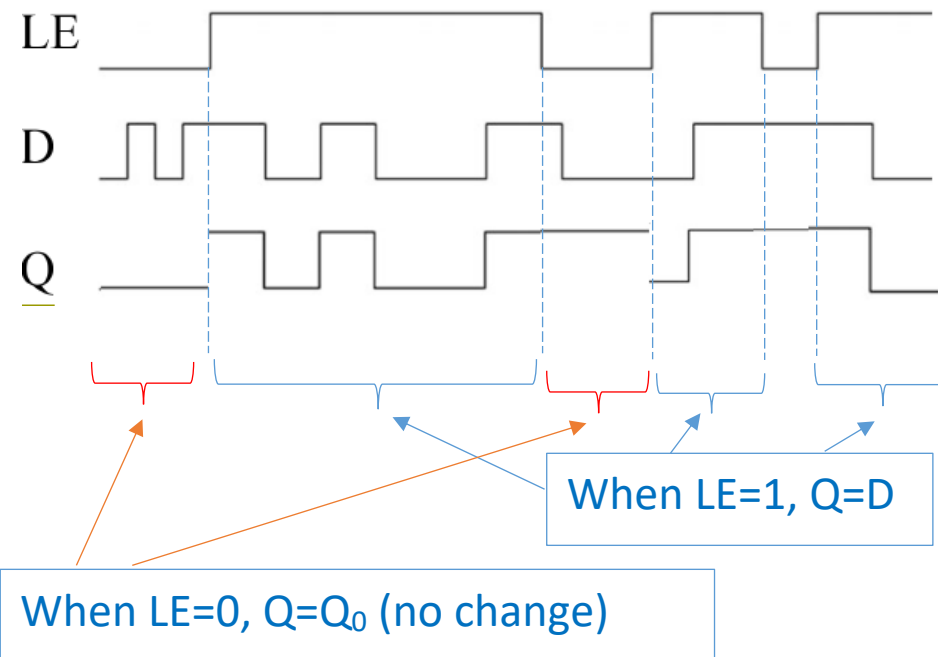 LE
D
Q
When LE=1, Q=D
When LE=0, Q=Q₀ (no change)